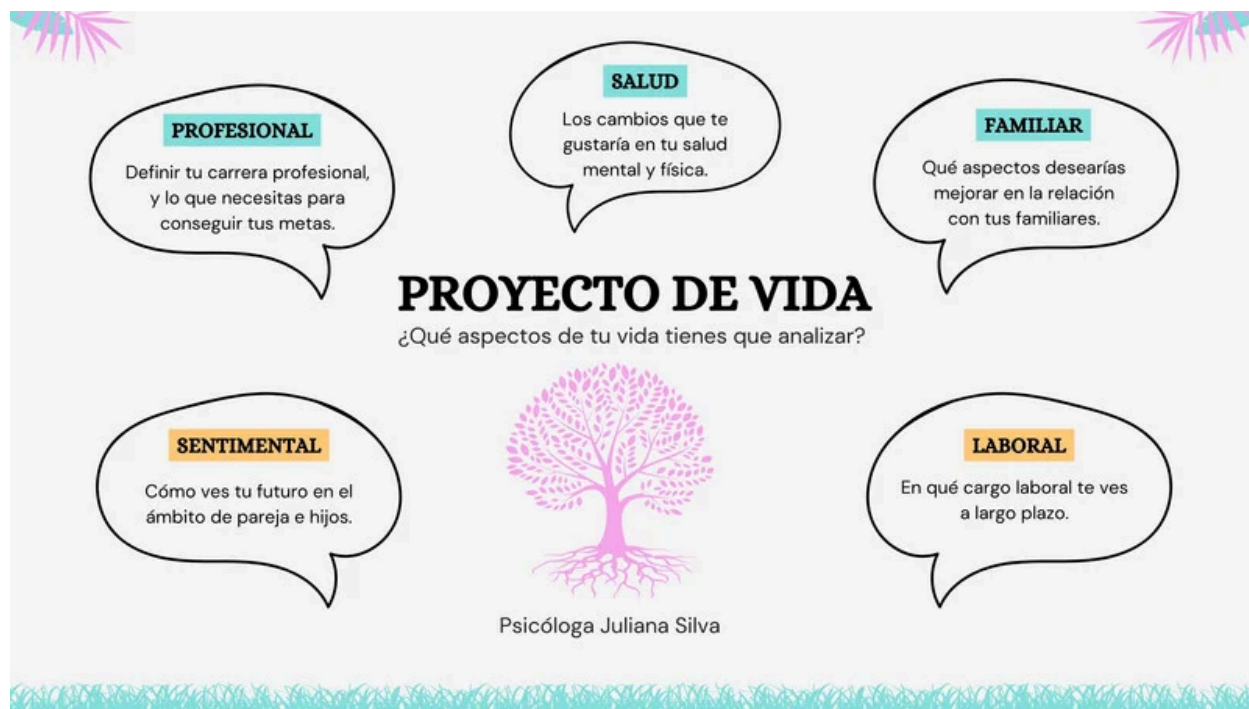 PROFESIONAL
Definir tu carrera profesional,
y lo que necesitas para
conseguir tus metas.
SALUD
Los cambios que te
gustaría en tu salud
mental y física.
FAMILIAR
Qué aspectos desearías
mejorar en la relación
con tus familiares.
PROYECTO DE VIDA
¿Qué aspectos de tu vida tienes que analizar?
SENTIMENTAL
Cómo ves tu futuro en el
ámbito de pareja e hijos.
LABORAL
En qué cargo laboral te ves
a largo plazo.
Psicóloga Juliana Silva